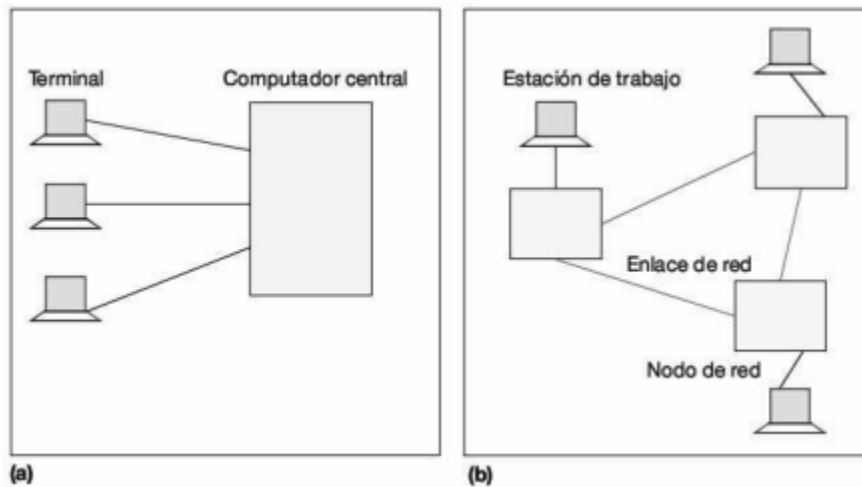 Terminal
Computador central
(a)
Estación de trabajo
Enlace de red
Nodo de red
(b)